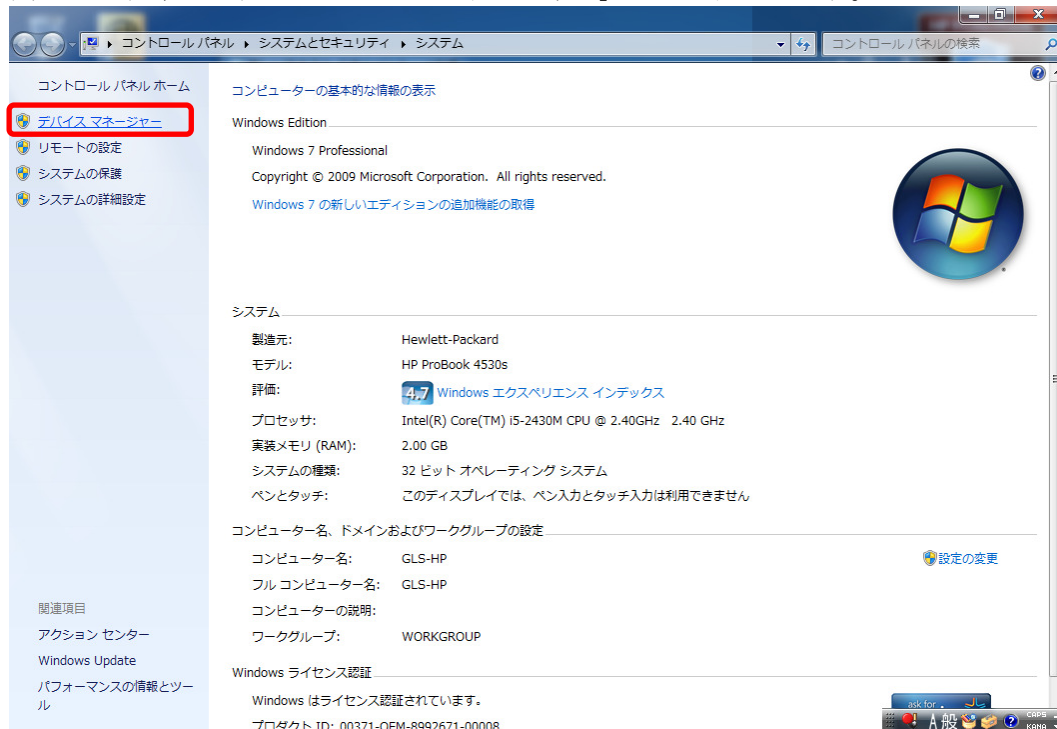 コントロール パネル ▸ システムとセキュリティ ▸ システム
コントロール パネルの検索
コントロール パネル ホーム
デバイス マネージャー
リモートの設定
システムの保護
システムの詳細設定
コンピューターの基本的な情報の表示
Windows Edition
Windows 7 Professional
Copyright © 2009 Microsoft Corporation. All rights reserved.
Windows 7 の新しいエディションの追加機能の取得
システム
製造元: Hewlett-Packard
モデル: HP ProBook 4530s
評価: 4.7 Windows エクスペリエンス インデックス
プロセッサ: Intel(R) Core(TM) i5-2430M CPU @ 2.40GHz 2.40 GHz
実装メモリ (RAM): 2.00 GB
システムの種類: 32 ビット オペレーティング システム
ペンとタッチ: このディスプレイでは、ペン入力とタッチ入力は利用できません
コンピューター名、ドメインおよびワークグループの設定
コンピューター名: GLS-HP
設定の変更
フル コンピューター名: GLS-HP
コンピューターの説明:
ワークグループ: WORKGROUP
Windows ライセンス認証
Windows はライセンス認証されています。
プロダクト ID: 00371-OEM-8992671-00008
関連項目
アクション センター
Windows Update
パフォーマンスの情報とツー
ル
ask for
A 般
CAPS
KANA